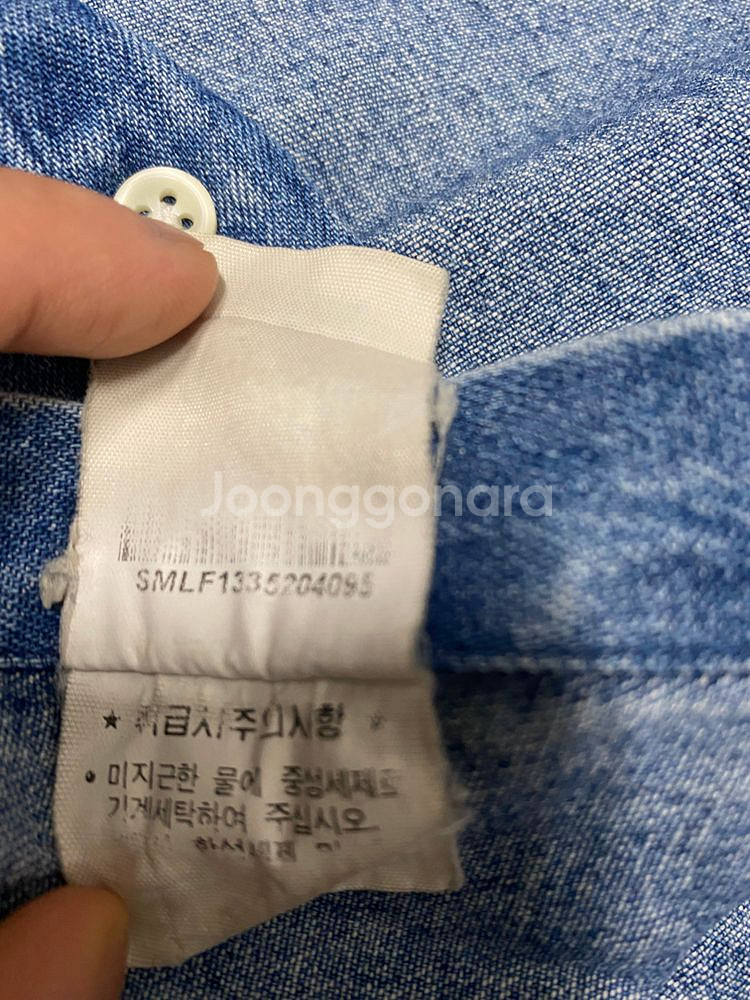 Joonggonara
SMLF1335204095
★ 취급시주의사항 ★
• 미지근한 물에 중성세제로
기계세탁하여 주십시오